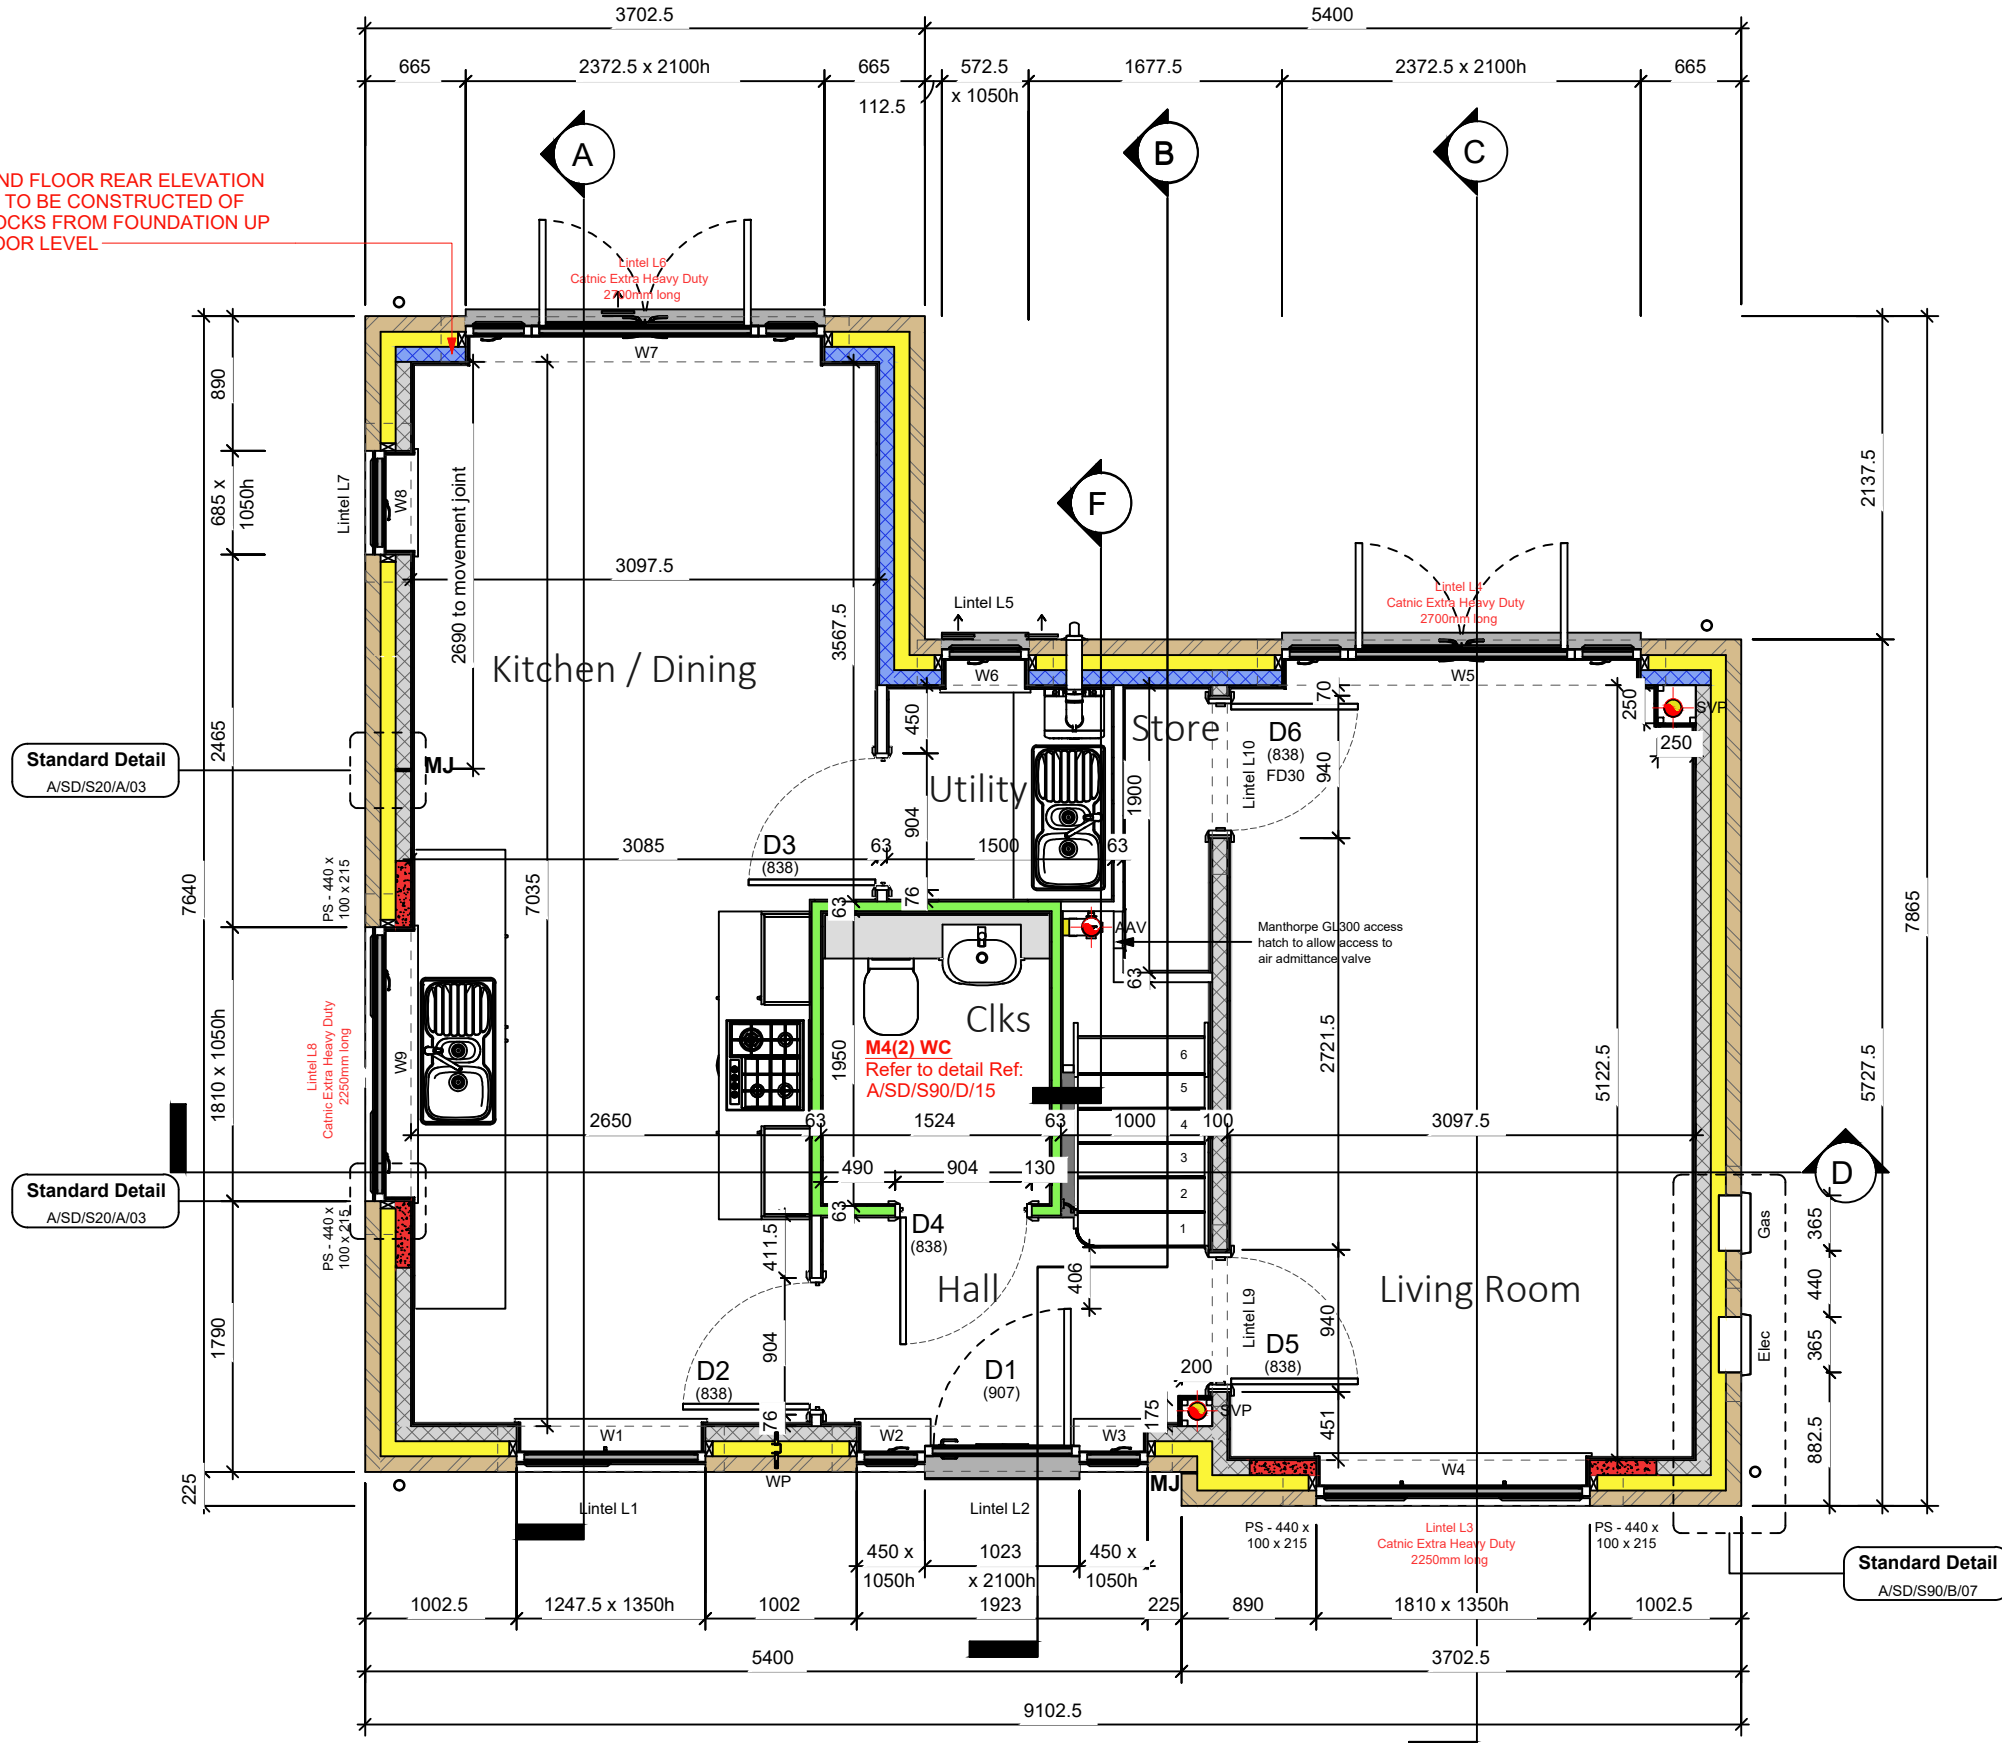 3702.5
5400
665
2372.5 x 2100h
665
112.5
572.5
x 1050h
1677.5
2372.5 x 2100h
665
A
B
C
ND FLOOR REAR ELEVATION
TO BE CONSTRUCTED OF
OCKS FROM FOUNDATION UP
OOR LEVEL
Lintel L6
Catnic Extra Heavy Duty
2700mm long
W7
890
685 x
1050h
Lintel L7
W8
2690 to movement joint
3097.5
3567.5
F
2137.5
Lintel L5
Lintel L4
Catnic Extra Heavy Duty
2700mm long
Kitchen / Dining
W6
W5
450
Store
70
250
SVP
250
D6
(838)
FD30
Lintel L10
940
2465
Standard Detail
A/SD/S20/A/03
MJ
Utility
904
1900
3085
D3
(838)
63
1500
63
PS - 440 x
100 x 215
7640
7035
63
76
7865
AAV
Manthorpe GL300 access
hatch to allow access to
air admittance valve
63
Clks
M4(2) WC
Refer to detail Ref:
A/SD/S90/D/15
1950
1810 x 1050h
Lintel L8
Catnic Extra Heavy Duty
2250mm long
W9
6
5
4
3
2
1
2721.5
5122.5
5727.5
2650
63
1524
63
1000
100
3097.5
490
904
130
D
Standard Detail
A/SD/S20/A/03
PS - 440 x
100 x 215
63
411.5
D4
(838)
406
Gas
365
440
Elec
365
882.5
Hall
Living Room
Lintel L9
940
1790
904
D2
(838)
D1
(907)
D5
(838)
200
175
SVP
451
76
W1
W2
W3
W4
WP
MJ
225
Lintel L1
Lintel L2
PS - 440 x
100 x 215
Lintel L3
Catnic Extra Heavy Duty
2250mm long
PS - 440 x
100 x 215
Standard Detail
A/SD/S90/B/07
450 x
1050h
1023
x 2100h
450 x
1050h
1002.5
1247.5 x 1350h
1002
1923
225
890
1810 x 1350h
1002.5
5400
3702.5
9102.5